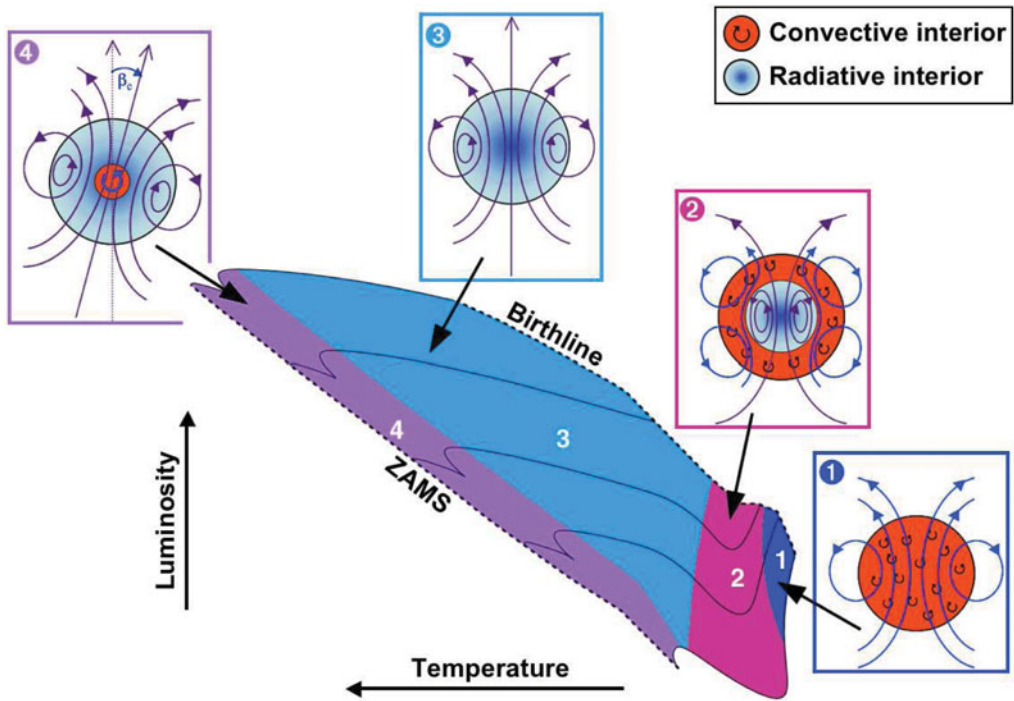 4
βc
3
Convective interior
Radiative interior
2
Birthline
3
4
ZAMS
Luminosity
1
1
2
Temperature